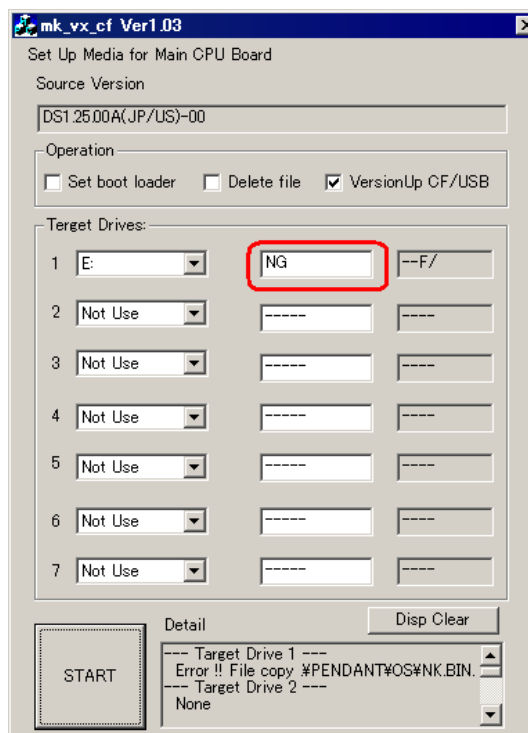 mk_vx_cf Ver1.03
Set Up Media for Main CPU Board
Source Version
DS1.25.00A(JP/US)-00
Operation
Set boot loader Delete file VersionUp CF/USB
Terget Drives:
1 E: NG --F/
2 Not Use ----- ----
3 Not Use ----- ----
4 Not Use ----- ----
5 Not Use ----- ----
6 Not Use ----- ----
7 Not Use ----- ----
Disp Clear
START
Detail
--- Target Drive 1 ---
Error !! File copy .¥PENDANT¥OS¥NK.BIN.
--- Target Drive 2 ---
None